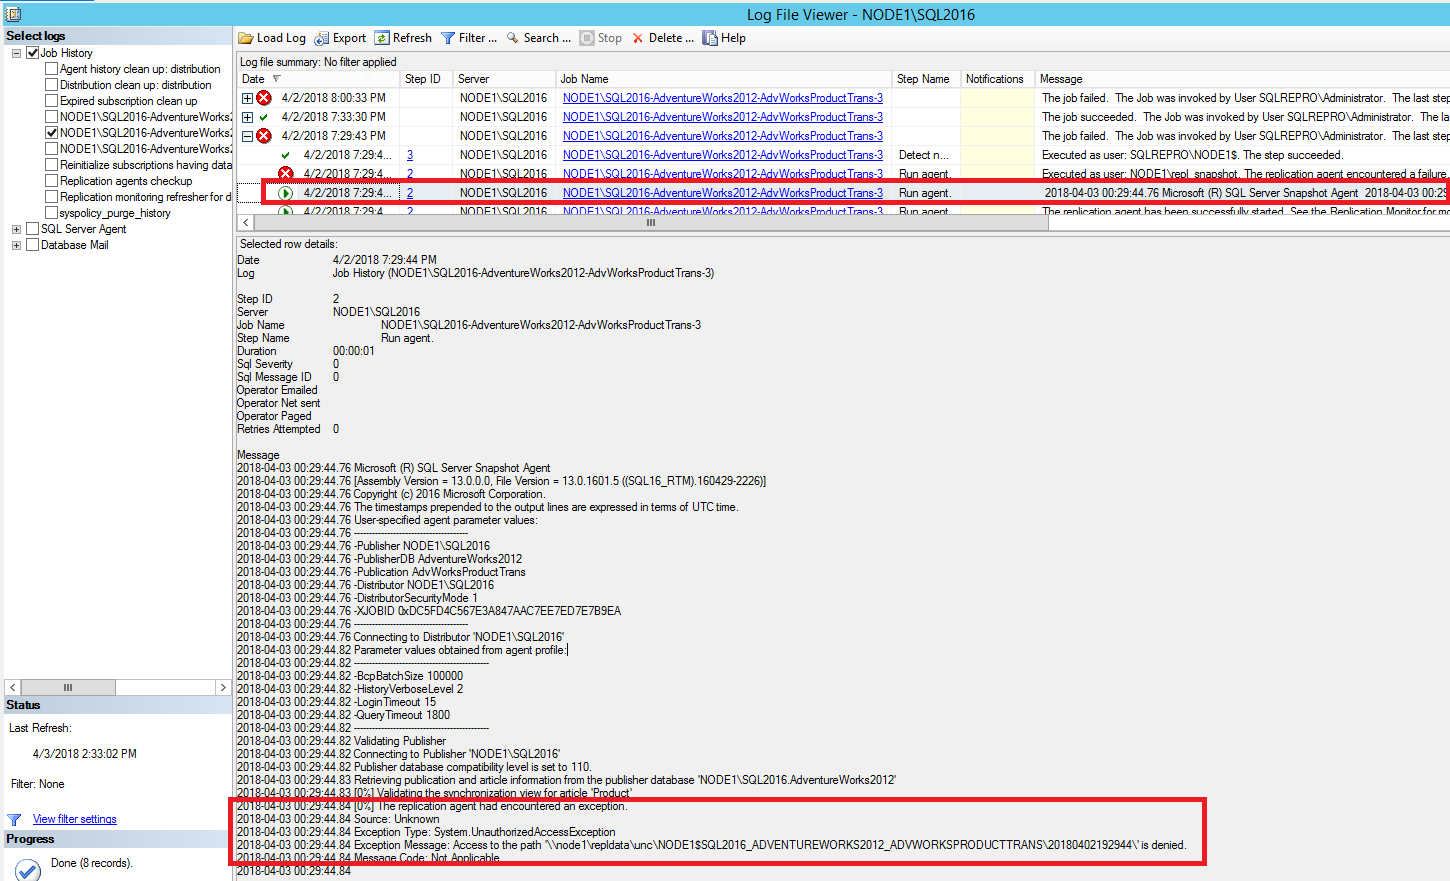 Log File Viewer - NODE1\SQL2016
Select logs
Job History
Agent history clean up: distribution
Distribution clean up: distribution
Expired subscription clean up
NODE1\SQL2016-AdventureWorks2
NODE1\SQL2016-AdventureWorks2
NODE1\SQL2016-AdventureWorks2
Reinitialize subscriptions having data
Replication agents checkup
Replication monitoring refresher for d
syspolicy_purge_history
SQL Server Agent
Database Mail
Status
Last Refresh:
4/3/2018 2:33:02 PM
Filter: None
View filter settings
Progress
Done (8 records).
Load Log Export Refresh Filter ... Search ... Stop Delete ... Help
Log file summary: No filter applied
Date Step ID Server Job Name Step Name Notifications Message
4/2/2018 8:00:33 PM NODE1\SQL2016 NODE1\SQL2016-AdventureWorks2012-AdvWorksProductTrans-3 The job failed. The Job was invoked by User SQLREPRO\Administrator. The last step
4/2/2018 7:33:30 PM NODE1\SQL2016 NODE1\SQL2016-AdventureWorks2012-AdvWorksProductTrans-3 The job succeeded. The Job was invoked by User SQLREPRO\Administrator. The la
4/2/2018 7:29:43 PM NODE1\SQL2016 NODE1\SQL2016-AdventureWorks2012-AdvWorksProductTrans-3 The job failed. The Job was invoked by User SQLREPRO\Administrator. The last step
4/2/2018 7:29:4... 3 NODE1\SQL2016 NODE1\SQL2016-AdventureWorks2012-AdvWorksProductTrans-3 Detect n... Executed as user: SQLREPRO\NODE1$. The step succeeded.
4/2/2018 7:29:4... 2 NODE1\SQL2016 NODE1\SQL2016-AdventureWorks2012-AdvWorksProductTrans-3 Run agent. Executed as user: NODE1\repl_snapshot. The replication agent encountered a failure.
4/2/2018 7:29:4... 2 NODE1\SQL2016 NODE1\SQL2016-AdventureWorks2012-AdvWorksProductTrans-3 Run agent. 2018-04-03 00:29:44.76 Microsoft (R) SQL Server Snapshot Agent 2018-04-03 00:29
4/2/2018 7:29:4... 2 NODE1\SQL2016 NODE1\SQL2016-AdventureWorks2012-AdvWorksProductTrans-3 Run agent. The replication agent has been successfully started. See the Replication Monitor for mo
Selected row details:
Date 4/2/2018 7:29:44 PM
Log Job History (NODE1\SQL2016-AdventureWorks2012-AdvWorksProductTrans-3)
Step ID 2
Server NODE1\SQL2016
Job Name NODE1\SQL2016-AdventureWorks2012-AdvWorksProductTrans-3
Step Name Run agent.
Duration 00:00:01
Sql Severity 0
Sql Message ID 0
Operator Emailed
Operator Net sent
Operator Paged
Retries Attempted 0
Message
2018-04-03 00:29:44.76 Microsoft (R) SQL Server Snapshot Agent
2018-04-03 00:29:44.76 [Assembly Version = 13.0.0.0, File Version = 13.0.1601.5 ((SQL16_RTM).160429-2226)]
2018-04-03 00:29:44.76 Copyright (c) 2016 Microsoft Corporation.
2018-04-03 00:29:44.76 The timestamps prepended to the output lines are expressed in terms of UTC time.
2018-04-03 00:29:44.76 User-specified agent parameter values:
2018-04-03 00:29:44.76 --------------------------------------
2018-04-03 00:29:44.76 -Publisher NODE1\SQL2016
2018-04-03 00:29:44.76 -PublisherDB AdventureWorks2012
2018-04-03 00:29:44.76 -Publication AdvWorksProductTrans
2018-04-03 00:29:44.76 -Distributor NODE1\SQL2016
2018-04-03 00:29:44.76 -DistributorSecurityMode 1
2018-04-03 00:29:44.76 -XJOBID 0xDC5FD4C567E3A847AAC7EE7ED7E7B9EA
2018-04-03 00:29:44.76 --------------------------------------
2018-04-03 00:29:44.76 Connecting to Distributor 'NODE1\SQL2016'
2018-04-03 00:29:44.82 Parameter values obtained from agent profile:
2018-04-03 00:29:44.82 ---------------------------------------------
2018-04-03 00:29:44.82 -BcpBatchSize 100000
2018-04-03 00:29:44.82 -HistoryVerboseLevel 2
2018-04-03 00:29:44.82 -LoginTimeout 15
2018-04-03 00:29:44.82 -QueryTimeout 1800
2018-04-03 00:29:44.82 ---------------------------------------------
2018-04-03 00:29:44.82 Validating Publisher
2018-04-03 00:29:44.82 Connecting to Publisher 'NODE1\SQL2016'
2018-04-03 00:29:44.82 Publisher database compatibility level is set to 110.
2018-04-03 00:29:44.83 Retrieving publication and article information from the publisher database 'NODE1\SQL2016.AdventureWorks2012'
2018-04-03 00:29:44.83 [0%] Validating the synchronization view for article 'Product'
2018-04-03 00:29:44.84 [0%] The replication agent had encountered an exception.
2018-04-03 00:29:44.84 Source: Unknown
2018-04-03 00:29:44.84 Exception Type: System.UnauthorizedAccessException
2018-04-03 00:29:44.84 Exception Message: Access to the path '\\node1\repldata\unc\NODE1$SQL2016_ADVENTUREWORKS2012_ADVWORKSPRODUCTTRANS\20180402192944\' is denied.
2018-04-03 00:29:44.84 Message Code: Not Applicable
2018-04-03 00:29:44.84